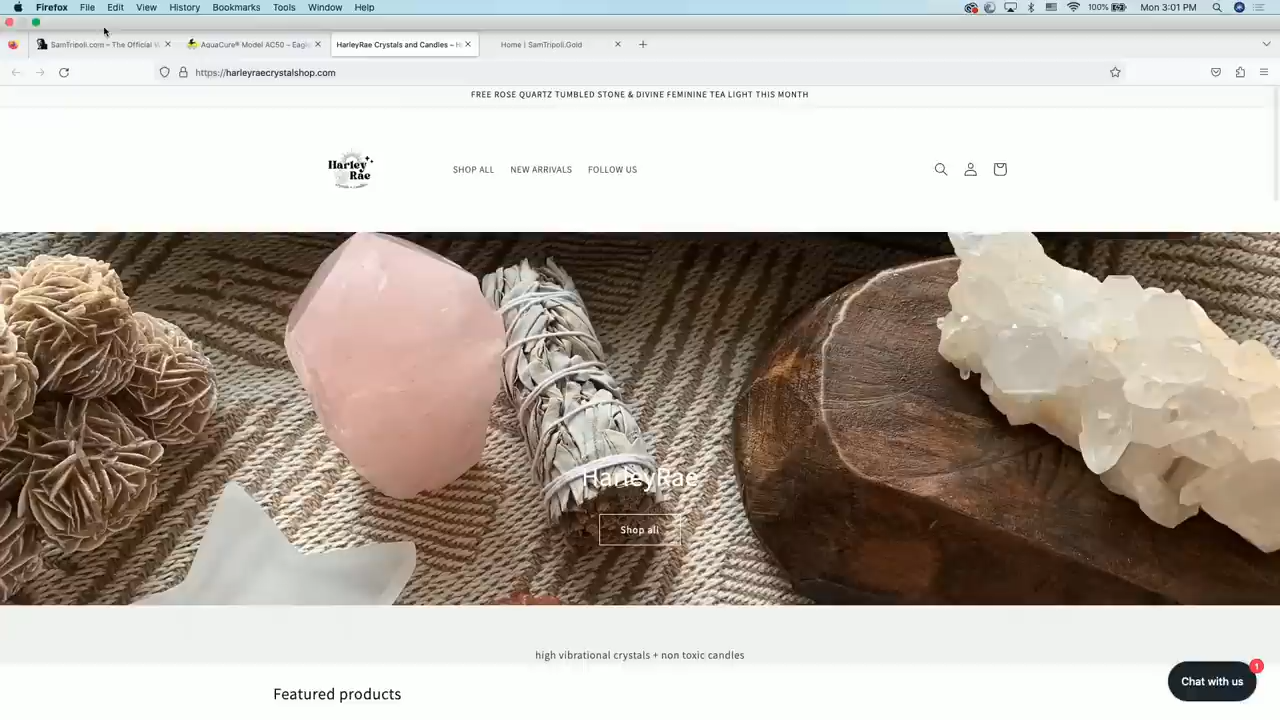 Firefox File Edit View History Bookmarks Tools Window Help 100% Mon 3:01 PM
SamTripoli.com – The Official W AquaCure® Model AC50 – Eagle HarleyRae Crystals and Candles – H Home | SamTripoli.Gold
https://harleyraecrystalshop.com
FREE ROSE QUARTZ TUMBLED STONE & DIVINE FEMININE TEA LIGHT THIS MONTH
Harley Rae
SHOP ALL NEW ARRIVALS FOLLOW US
HarleyRae
Shop all
high vibrational crystals + non toxic candles
Featured products
Chat with us
1